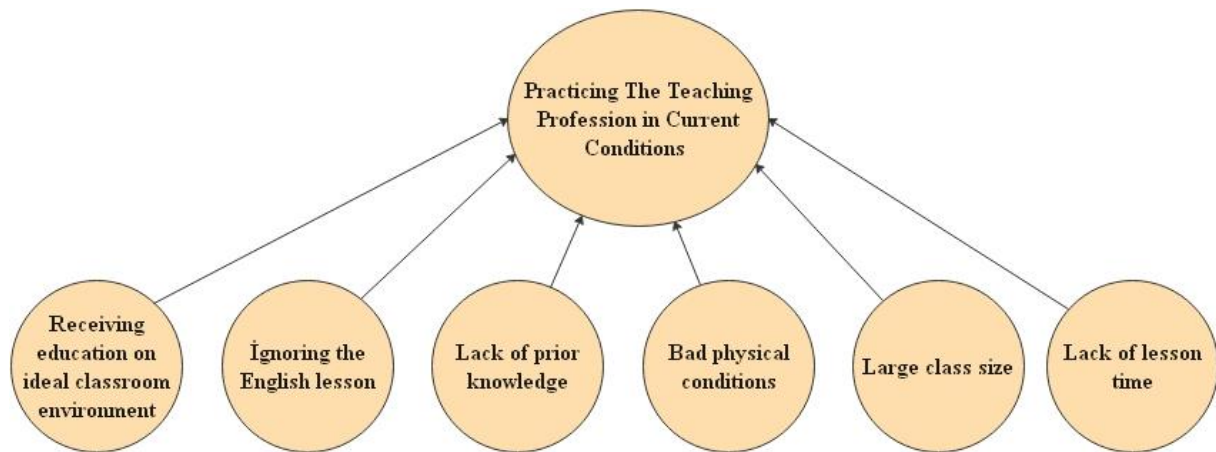 Practicing The Teaching
Profession in Current
Conditions
Receiving
education on
ideal classroom
environment
İgnoring the
English lesson
Lack of prior
knowledge
Bad physical
conditions
Large class size
Lack of lesson
time